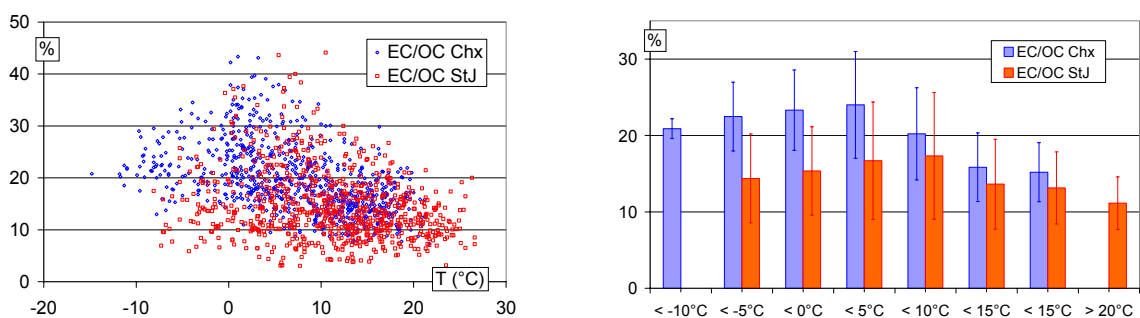 50
%
EC/OC Chx
EC/OC StJ
40
30
20
10
0
T (°C)
-20 -10 0 10 20 30
%
EC/OC Chx
EC/OC StJ
30
20
10
0
< -10°C < -5°C < 0°C < 5°C < 10°C < 15°C < 15°C > 20°C